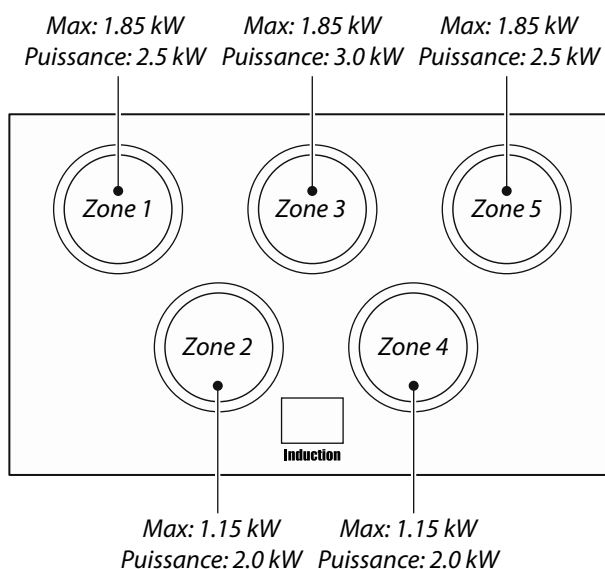 Max: 1.85 kW
Puissance: 2.5 kW
Max: 1.85 kW
Puissance: 3.0 kW
Max: 1.85 kW
Puissance: 2.5 kW
Zone 1
Zone 3
Zone 5
Zone 2
Zone 4
Induction
Max: 1.15 kW
Puissance: 2.0 kW
Max: 1.15 kW
Puissance: 2.0 kW